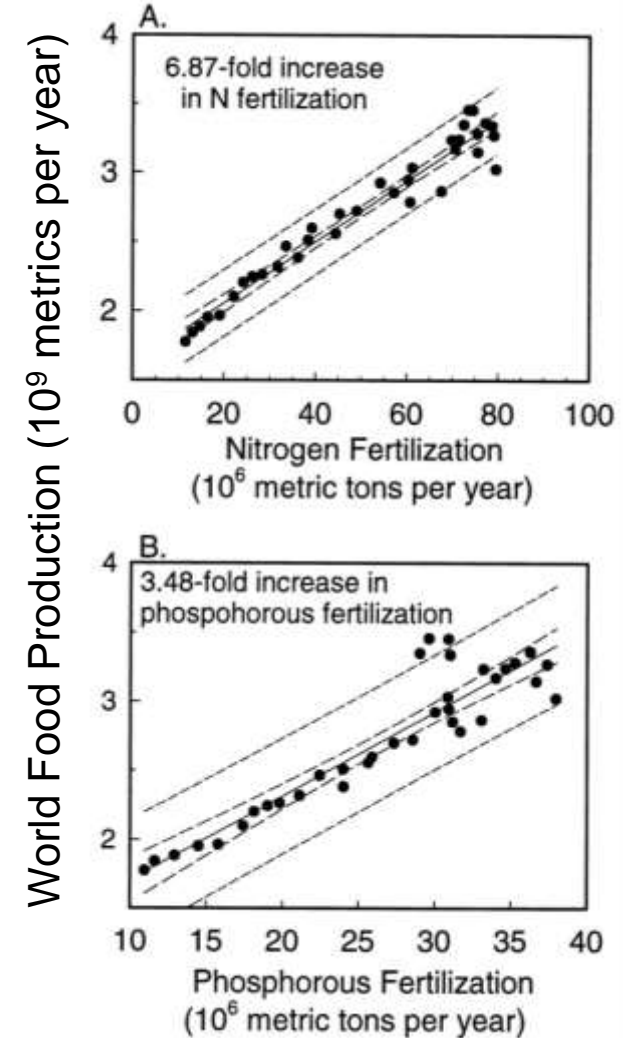 World Food Production (10⁹ metrics per year)
A.
4
3
2
6.87-fold increase
in N fertilization
0 20 40 60 80 100
Nitrogen Fertilization
(10⁶ metric tons per year)
B.
4
3
2
3.48-fold increase in
phospohorous fertilization
10 15 20 25 30 35 40
Phosphorous Fertilization
(10⁶ metric tons per year)